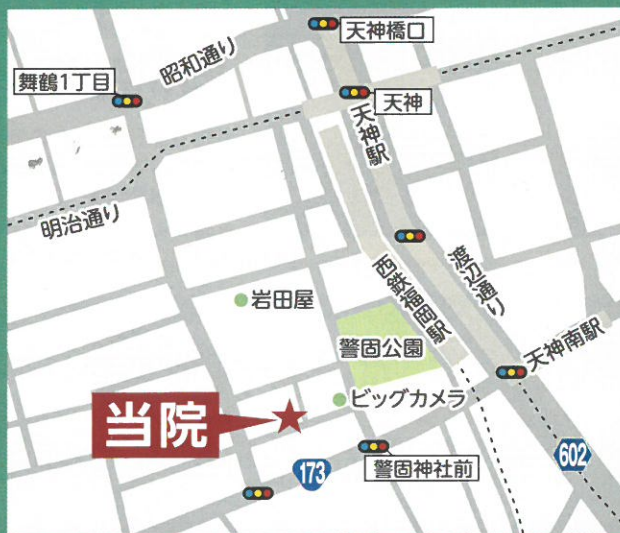 天神橋口
昭和通り
舞鶴1丁目
天神
天神駅
明治通り
渡辺通り
西鉄福岡駅
岩田屋
天神南駅
警固公園
ビッグカメラ
当院
警固神社前
173
602